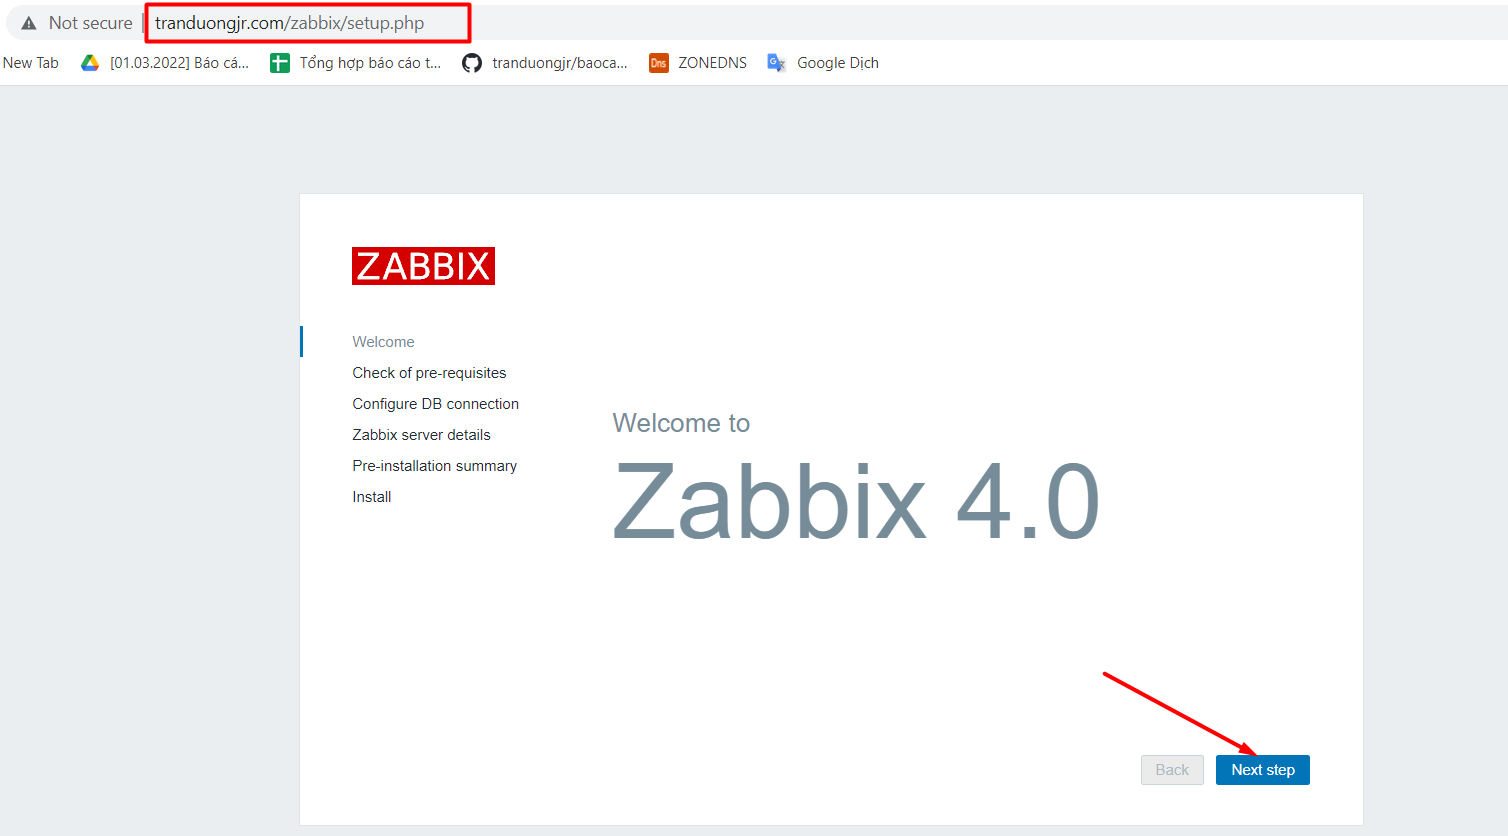 Not secure | tranduongjr.com/zabbix/setup.php
New Tab [01.03.2022] Báo cá... Tổng hợp báo cáo t... tranduongjr/baoca... Dns ZONEDNS G Google Dịch
ZABBIX
Welcome
Check of pre-requisites
Configure DB connection
Zabbix server details
Pre-installation summary
Install
Welcome to
Zabbix 4.0
Back Next step